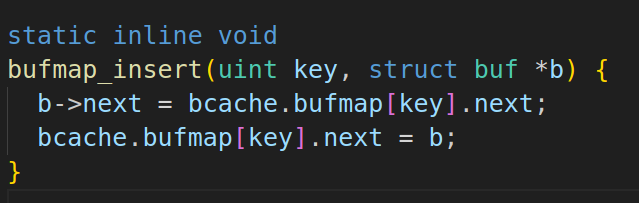 static inline void
bufmap_insert(uint key, struct buf *b) {
  b->next = bcache.bufmap[key].next;
  bcache.bufmap[key].next = b;
}